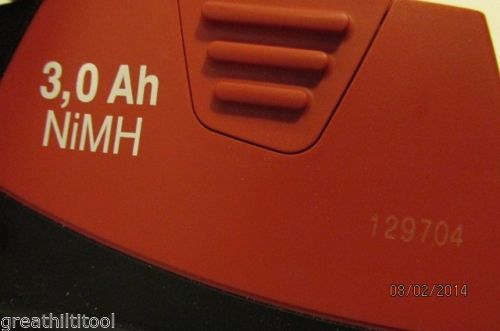 3,0 Ah
NiMH
129704
08/02/2014
greathiltitool